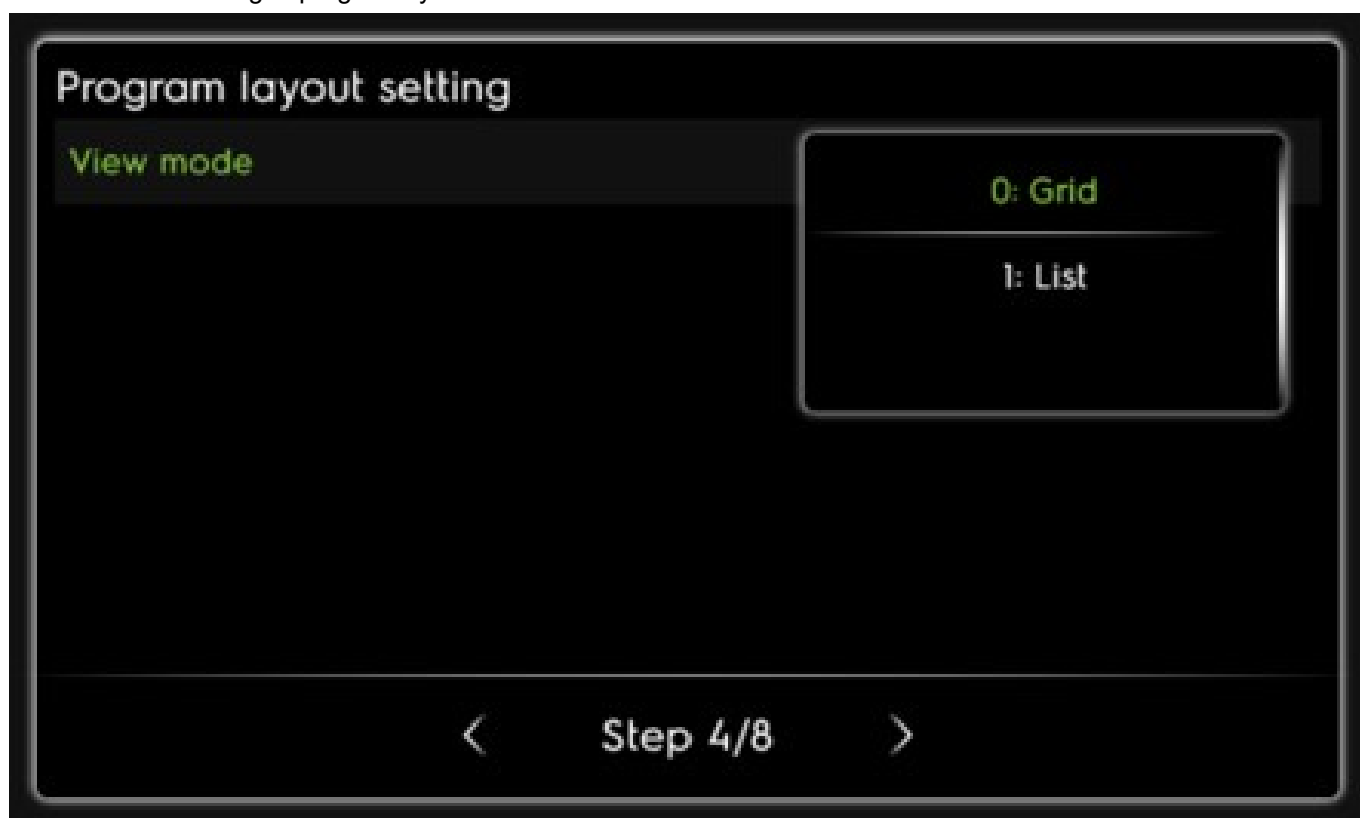 Program layout setting
View mode
0: Grid
1: List
< Step 4/8 >